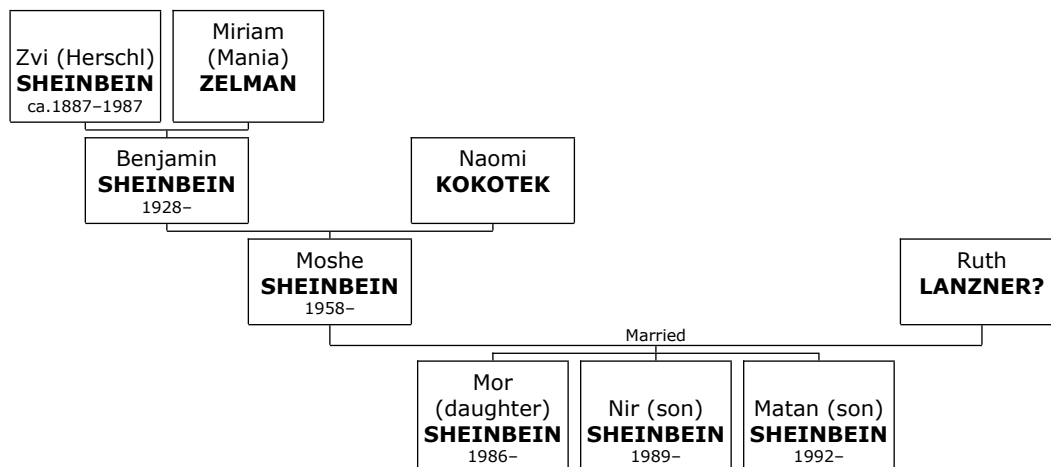 Zvi (Herschl)
SHEINBEIN
ca.1887–1987
Miriam
(Mania)
ZELMAN
Benjamin
SHEINBEIN
1928–
Naomi
KOKOTEK
Moshe
SHEINBEIN
1958–
Ruth
LANZNER?
Married
Mor
(daughter)
SHEINBEIN
1986–
Nir (son)
SHEINBEIN
1989–
Matan (son)
SHEINBEIN
1992–